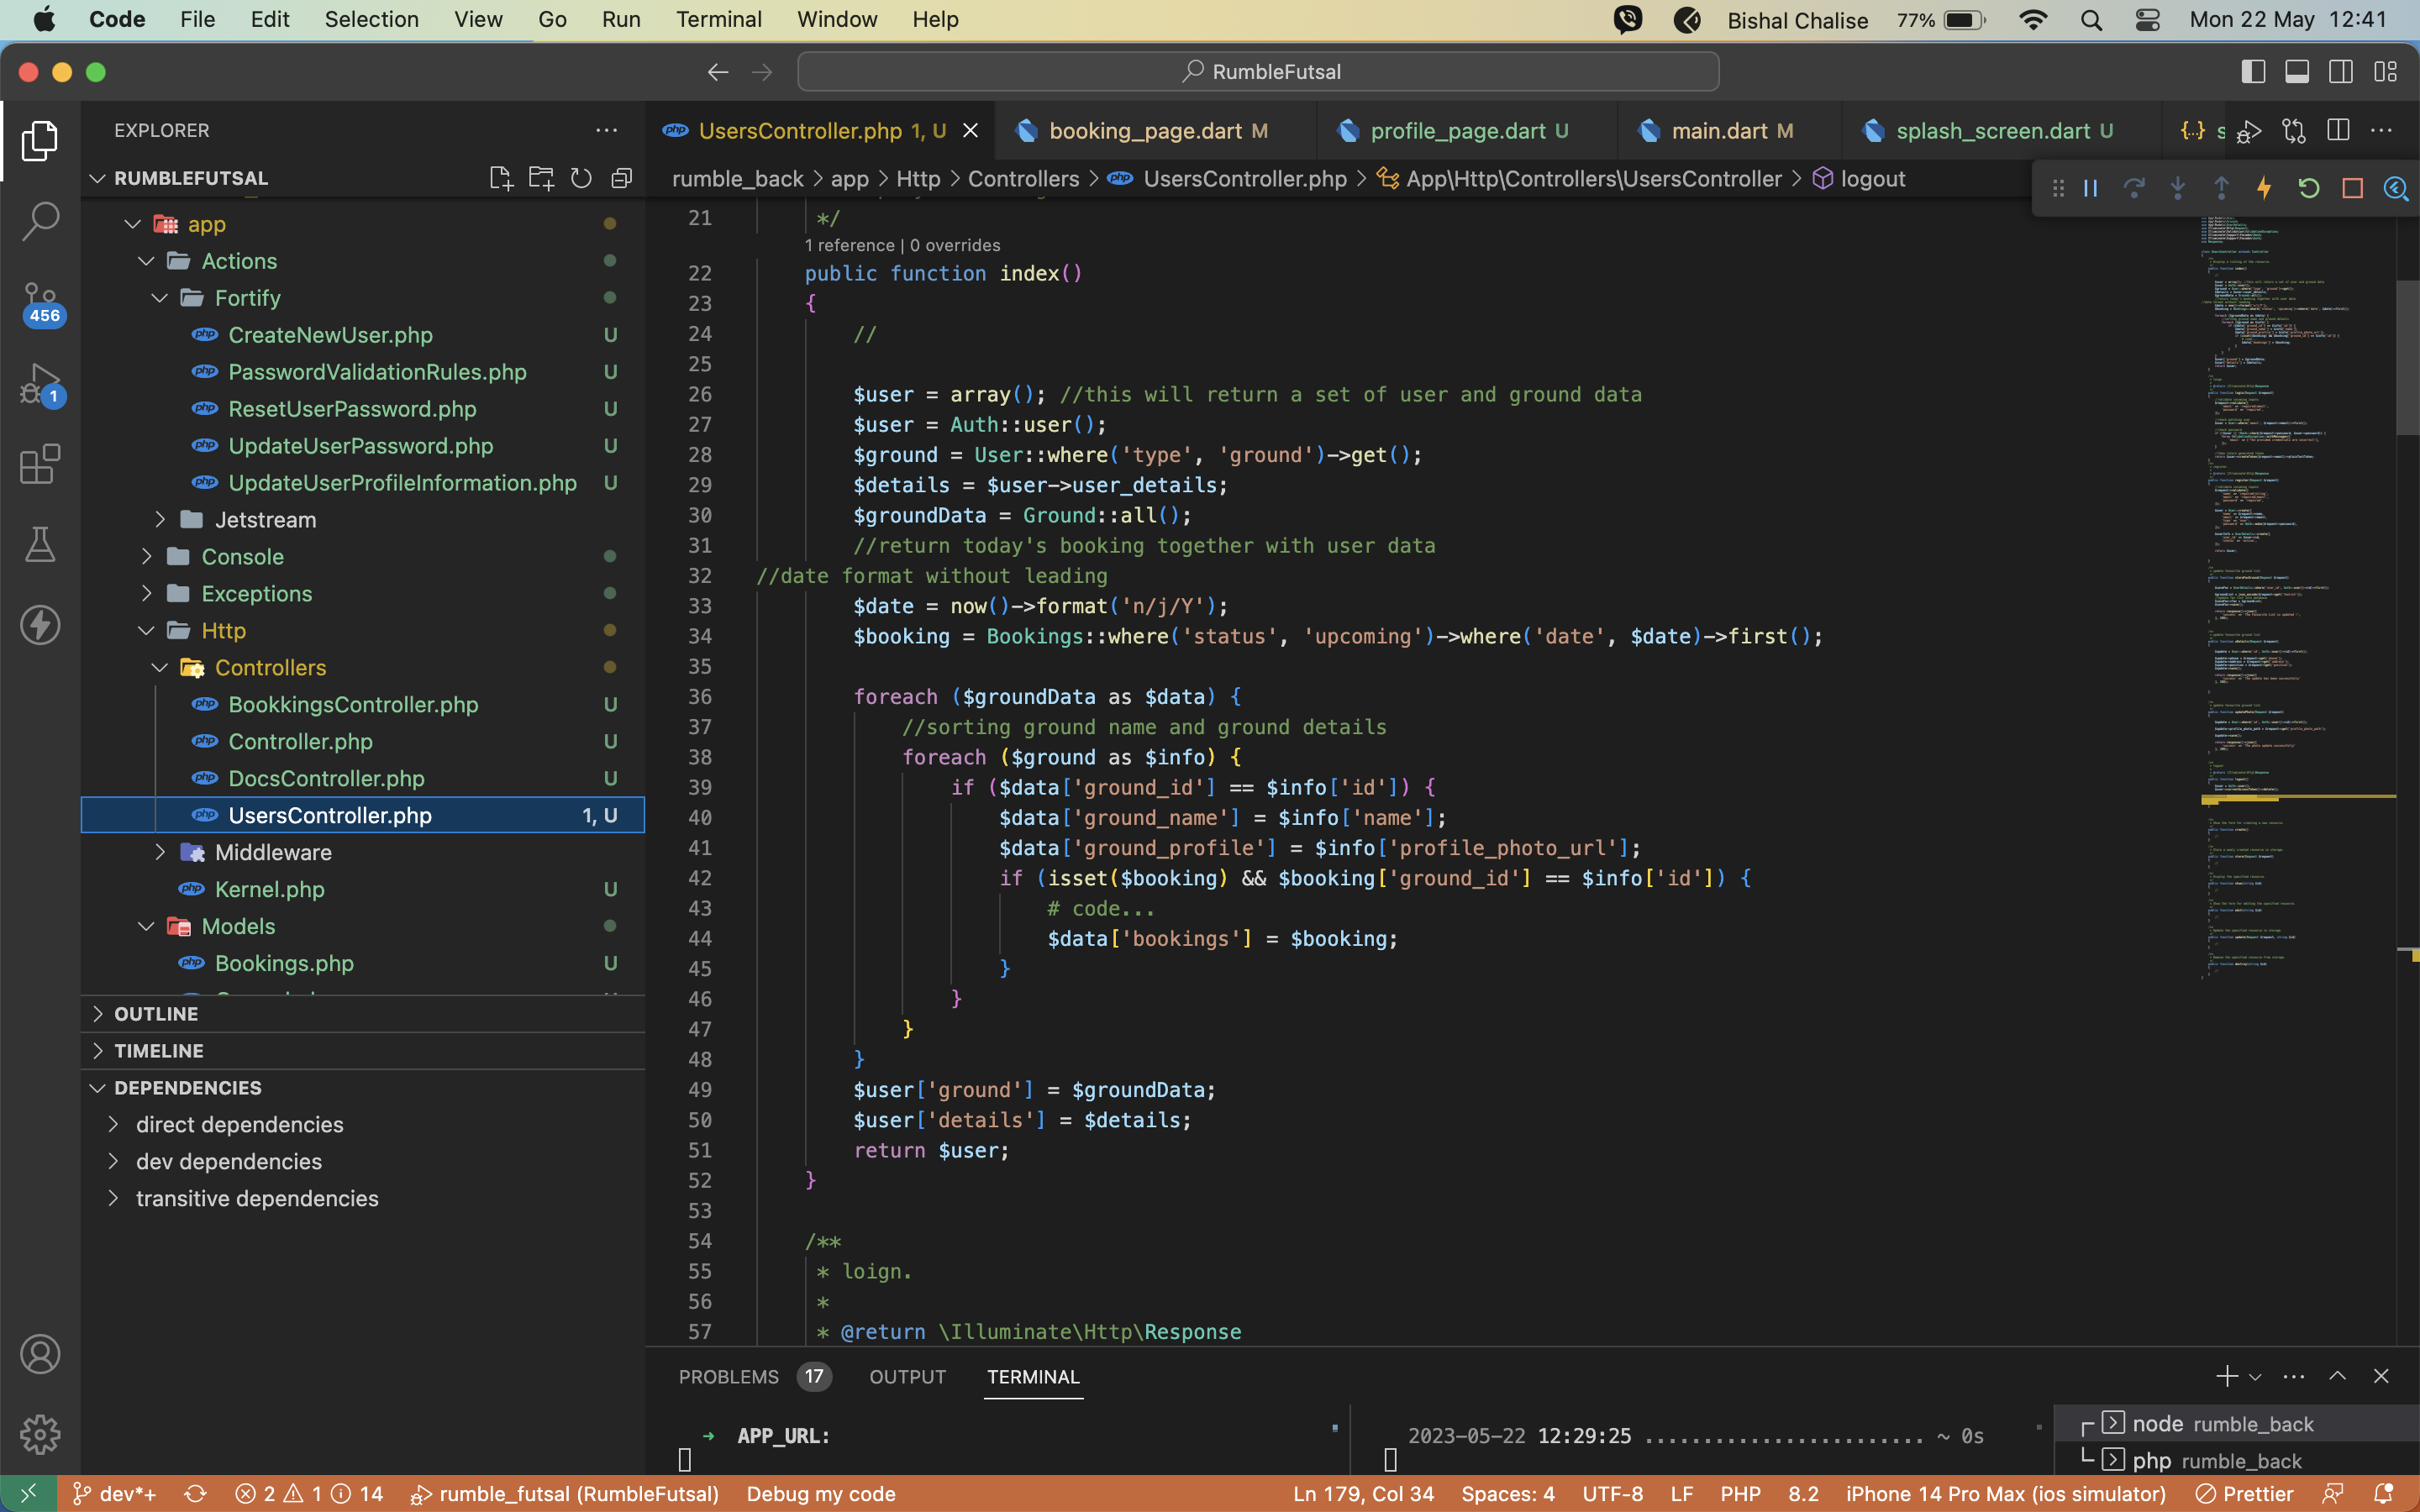 Code File Edit Selection View Go Run Terminal Window Help Bishal Chalise 77% Mon 22 May 12:41
RumbleFutsal
EXPLORER
RUMBLEFUTSAL
app
Actions
Fortify
CreateNewUser.php U
PasswordValidationRules.php U
ResetUserPassword.php U
UpdateUserPassword.php U
UpdateUserProfileInformation.php U
Jetstream
Console
Exceptions
Http
Controllers
BookkingsController.php U
Controller.php U
DocsController.php U
UsersController.php 1, U
Middleware
Kernel.php U
Models
Bookings.php U
OUTLINE
TIMELINE
DEPENDENCIES
direct dependencies
dev dependencies
transitive dependencies
456
1
UsersController.php 1, U booking_page.dart M profile_page.dart U main.dart M splash_screen.dart U {..} s
rumble_back > app > Http > Controllers > UsersController.php > App\Http\Controllers\UsersController > logout
21 */
1 reference | 0 overrides
22 public function index()
23 {
24 //
25
26 $user = array(); //this will return a set of user and ground data
27 $user = Auth::user();
28 $ground = User::where('type', 'ground')->get();
29 $details = $user->user_details;
30 $groundData = Ground::all();
31 //return today's booking together with user data
32 //date format without leading
33 $date = now()->format('n/j/Y');
34 $booking = Bookings::where('status', 'upcoming')->where('date', $date)->first();
35
36 foreach ($groundData as $data) {
37 //sorting ground name and ground details
38 foreach ($ground as $info) {
39 if ($data['ground_id'] == $info['id']) {
40 $data['ground_name'] = $info['name'];
41 $data['ground_profile'] = $info['profile_photo_url'];
42 if (isset($booking) && $booking['ground_id'] == $info['id']) {
43 # code...
44 $data['bookings'] = $booking;
45 }
46 }
47 }
48 }
49 $user['ground'] = $groundData;
50 $user['details'] = $details;
51 return $user;
52 }
53
54 /**
55 * loign.
56 *
57 * @return \Illuminate\Http\Response
PROBLEMS 17 OUTPUT TERMINAL
→ APP_URL:
2023-05-22 12:29:25 ....................... ~ 0s
node rumble_back
php rumble_back
dev*+ 2 1 14 rumble_futsal (RumbleFutsal) Debug my code Ln 179, Col 34 Spaces: 4 UTF-8 LF PHP 8.2 iPhone 14 Pro Max (ios simulator) Prettier